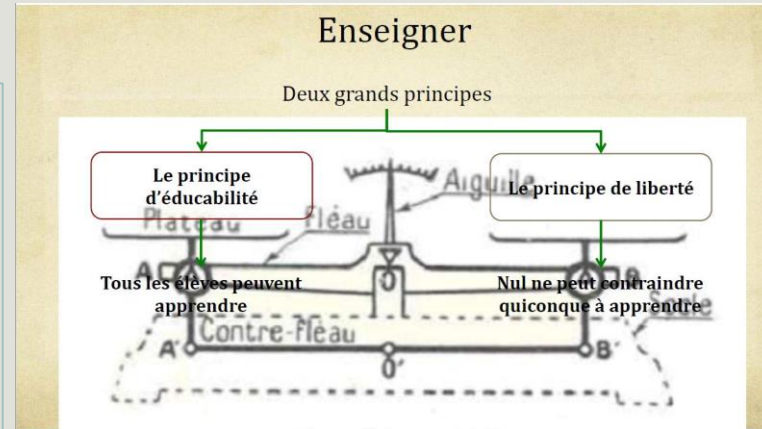 Enseigner
Deux grands principes
Le principe
d'éducabilité
Le principe de liberté
Tous les élèves peuvent
apprendre
Nul ne peut contraindre
quiconque à apprendre
Aiguille
Plateau
Fléau
A
O
B
Socle
Contre-fléau
A'
O'
B'